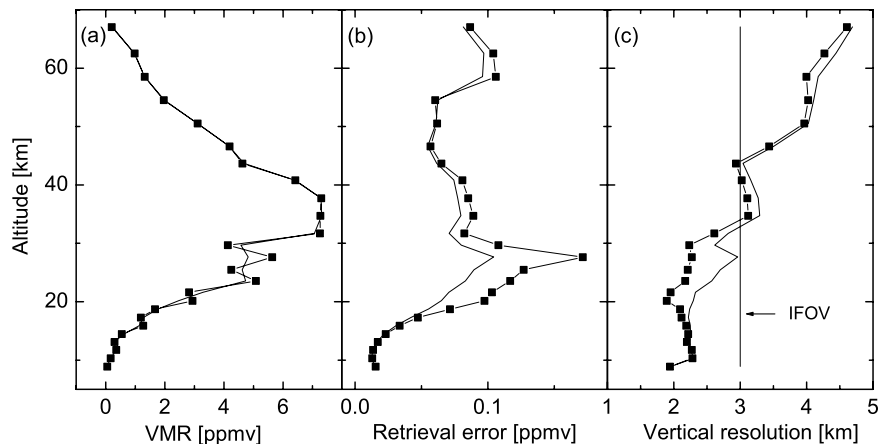 (a)
(b)
(c)
60
40
20
Altitude [km]
IFOV
0
2
4
6
0.0
0.1
1
2
3
4
5
VMR [ppmv]
Retrieval error [ppmv]
Vertical resolution [km]